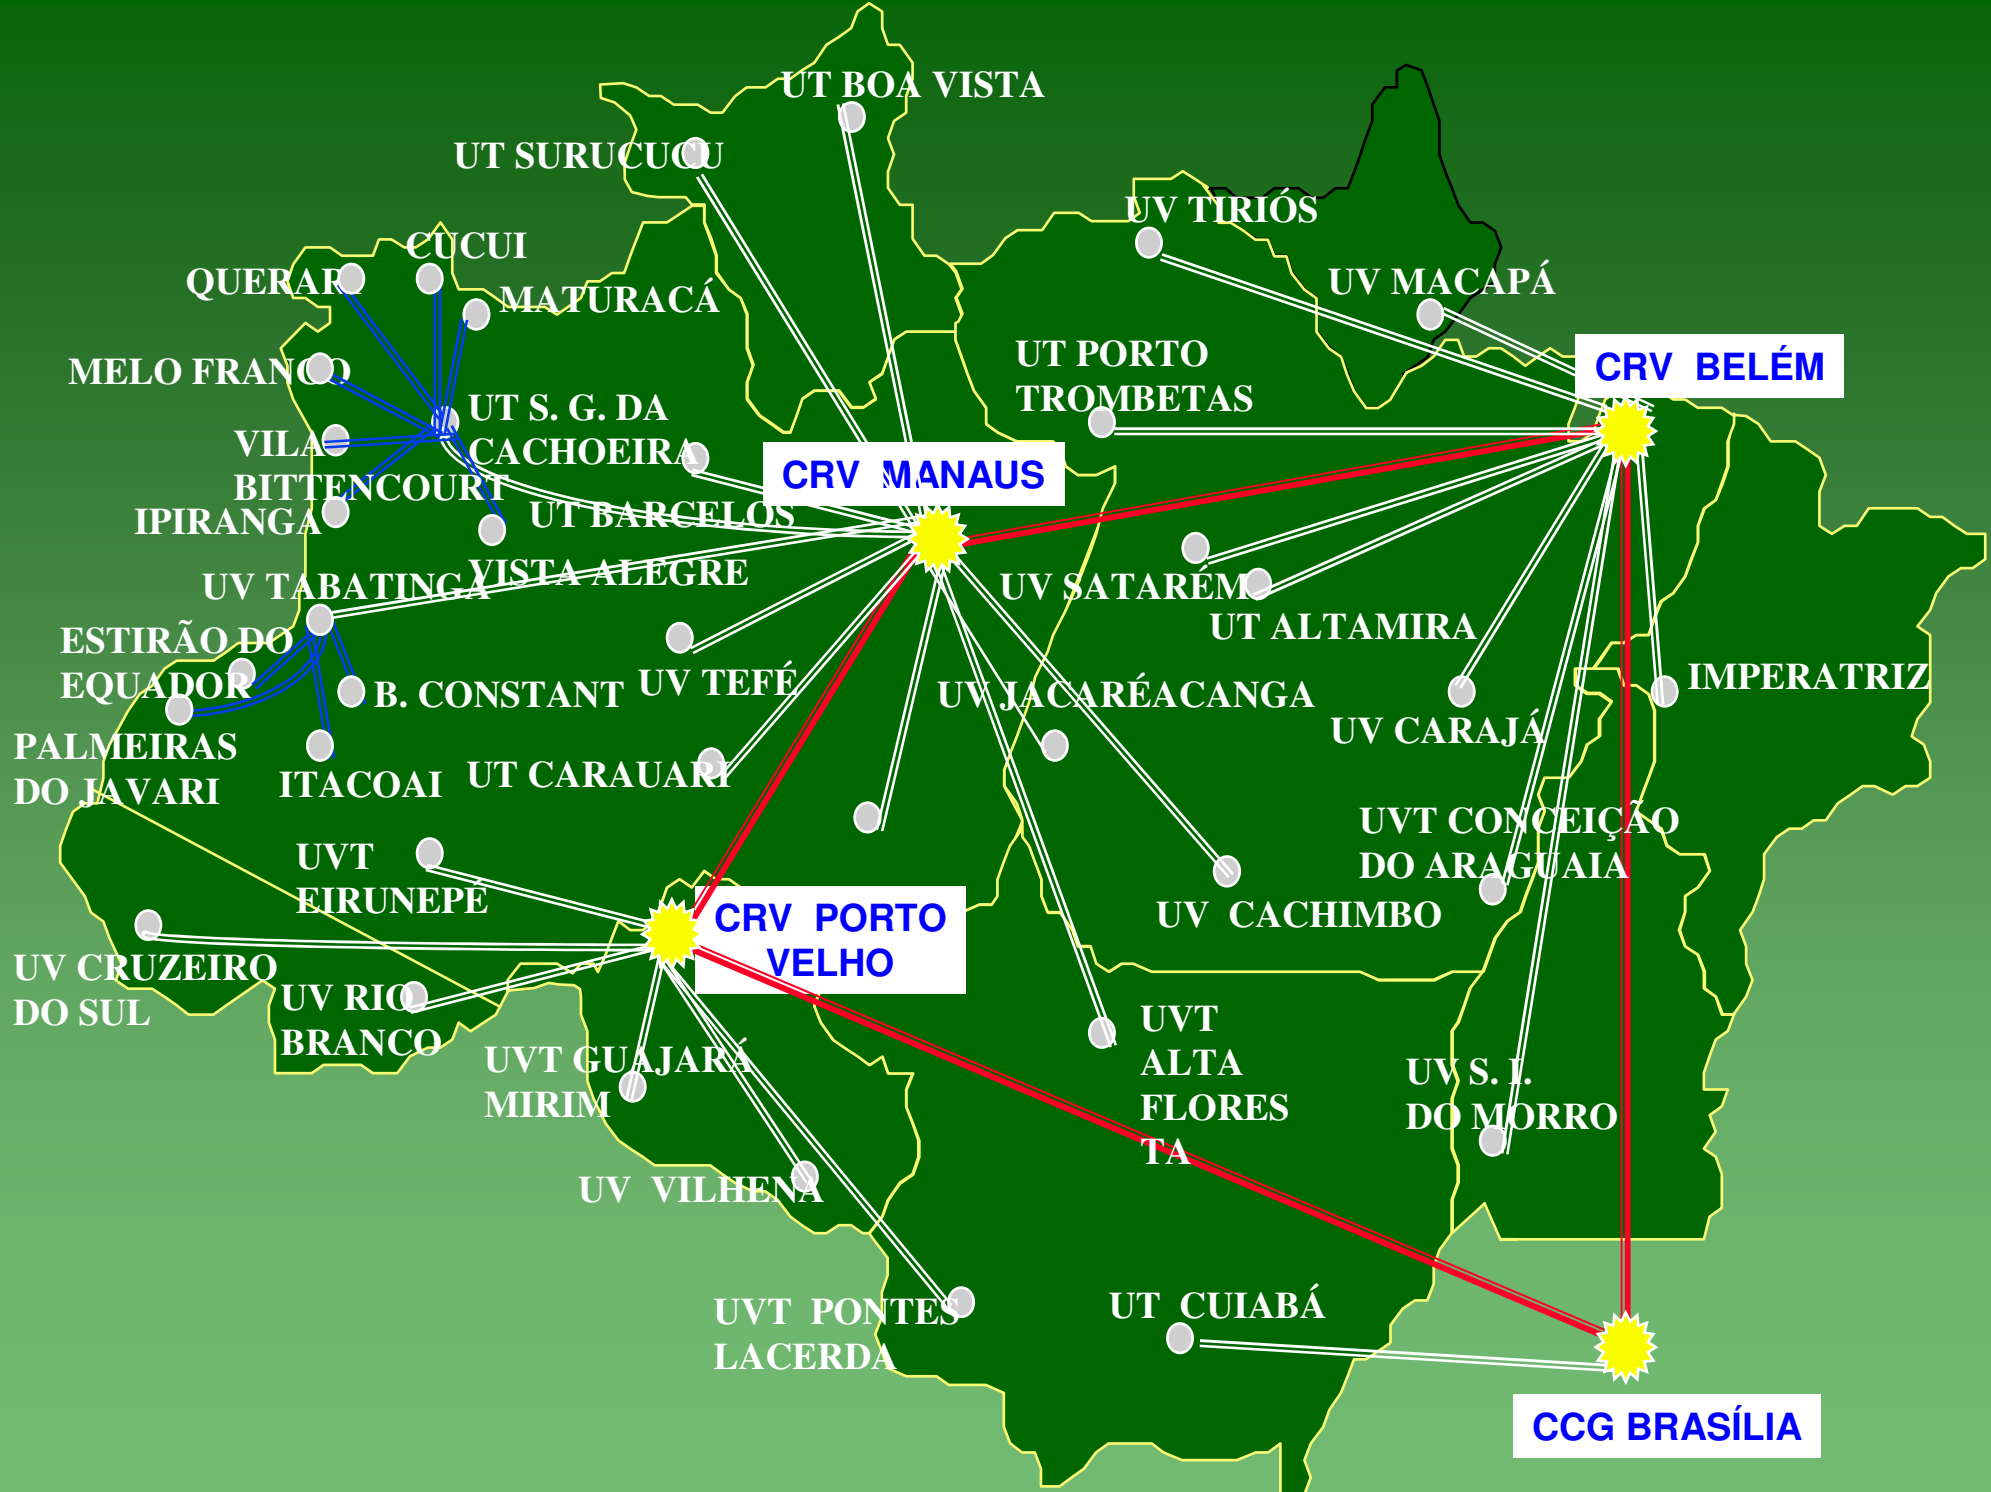 UT BOA VISTA
UT SURUCUCU
UV TIRIÓS
CUCUI
QUERARI
UV MACAPÁ
MATURACÁ
UT PORTO
TROMBETAS
CRV BELÉM
MELO FRANCO
UT S. G. DA
CACHOEIRA
VILA
BITTENCOURT
CRV MANAUS
IPIRANGA
UT BARCELOS
VISTA ALEGRE
UV TABATINGA
UV SATARÉM
UT ALTAMIRA
ESTIRÃO DO
EQUADOR
B. CONSTANT
UV TEFÉ
UV JACARÉACANGA
IMPERATRIZ
UV CARAJÁ
PALMEIRAS
DO JAVARI
ITACOAI
UT CARAUARI
UVT CONCEIÇÃO
DO ARAGUAIA
UVT
EIRUNEPÉ
CRV PORTO
VELHO
UV CACHIMBO
UV CRUZEIRO
DO SUL
UV RIO
BRANCO
UVT GUAJARÁ
MIRIM
UVT
ALTA
FLORES
TA
UV S. I.
DO MORRO
UV VILHENA
UVT PONTES
LACERDA
UT CUIABÁ
CCG BRASÍLIA